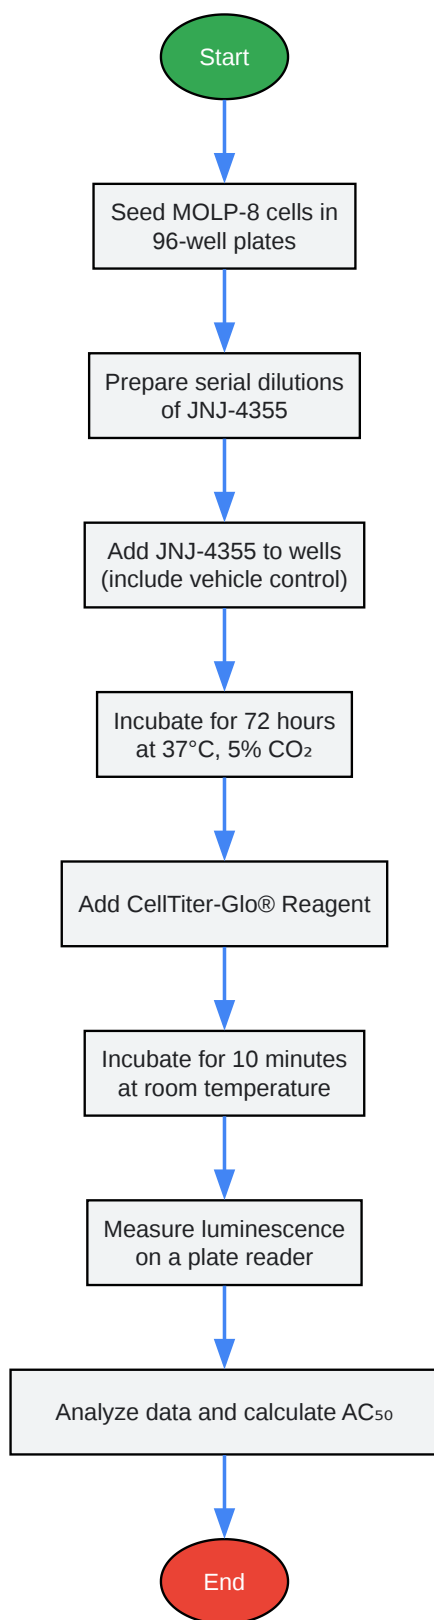 Start
Seed MOLP-8 cells in
96-well plates
Prepare serial dilutions
of JNJ-4355
Add JNJ-4355 to wells
(include vehicle control)
Incubate for 72 hours
at 37°C, 5% CO₂
Add CellTiter-Glo® Reagent
Incubate for 10 minutes
at room temperature
Measure luminescence
on a plate reader
Analyze data and calculate AC₅₀
End